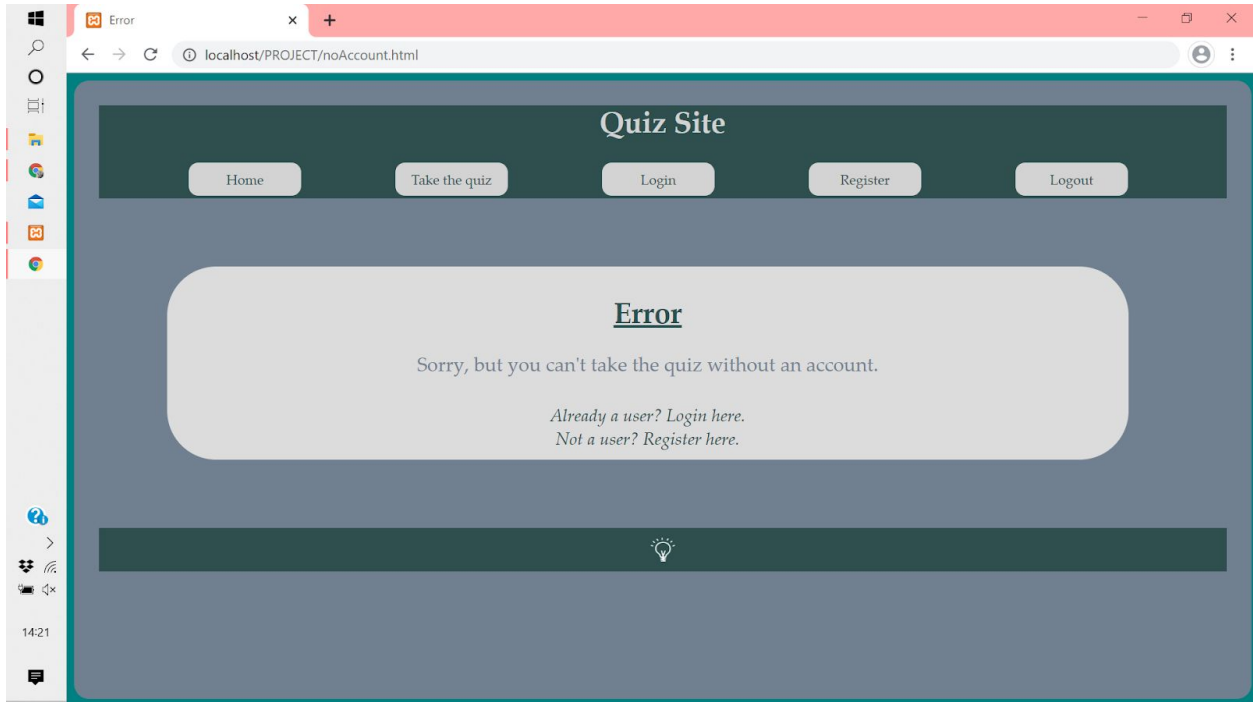 Error
localhost/PROJECT/noAccount.html
Quiz Site
Home
Take the quiz
Login
Register
Logout
Error
Sorry, but you can't take the quiz without an account.
Already a user? Login here.
Not a user? Register here.
14:21